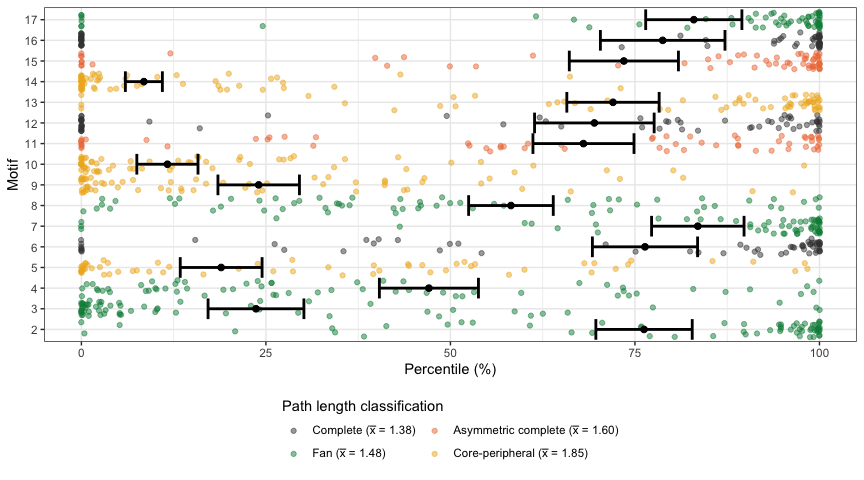 17
16
15
14
13
12
11
10
9
8
7
6
5
4
3
2
Motif
0 25 50 75 100
Percentile (%)
Path length classification
Complete (x̅ = 1.38) Asymmetric complete (x̅ = 1.60)
Fan (x̅ = 1.48) Core-peripheral (x̅ = 1.85)